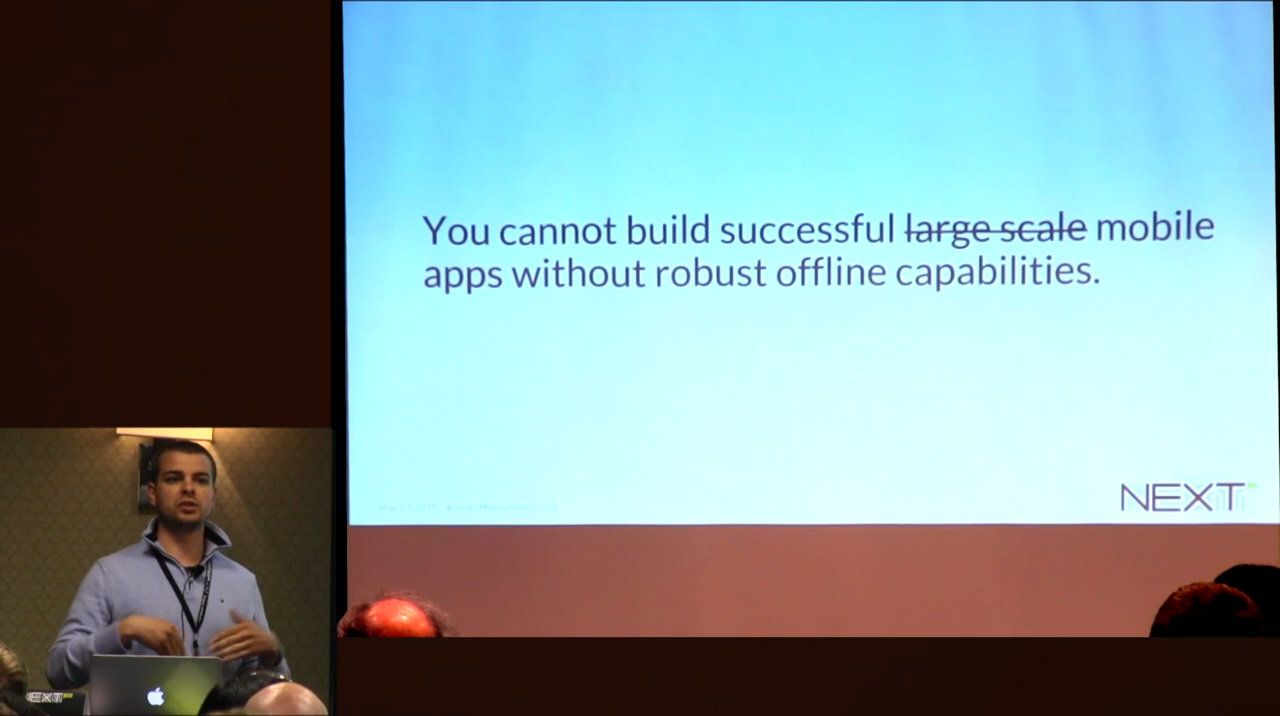 You cannot build successful large scale mobile
apps without robust offline capabilities.
NEXT